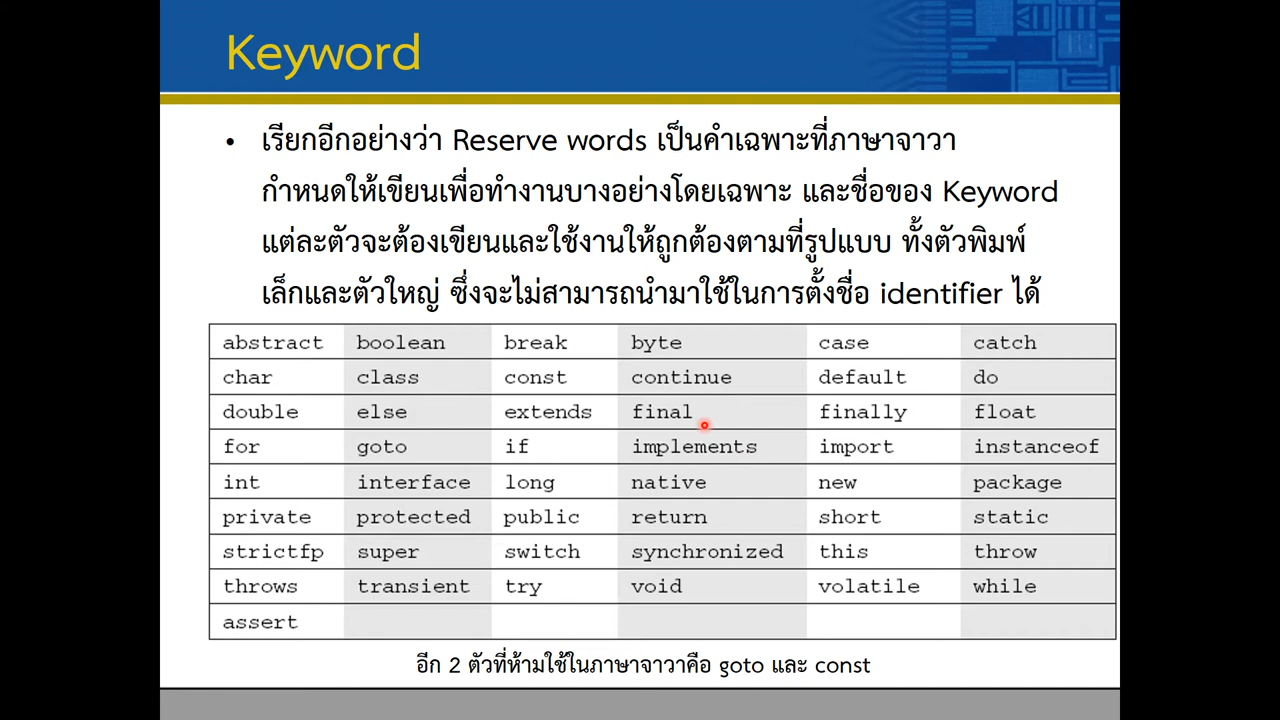 Keyword
• เรียกอีกอย่างว่า Reserve words เป็นคำเฉพาะที่ภาษาจาวา
กำหนดให้เขียนเพื่อทำงานบางอย่างโดยเฉพาะ และชื่อของ Keyword
แต่ละตัวจะต้องเขียนและใช้งานให้ถูกต้องตามที่รูปแบบ ทั้งตัวพิมพ์
เล็กและตัวใหญ่ ซึ่งจะไม่สามารถนำมาใช้ในการตั้งชื่อ identifier ได้
abstract boolean break byte case catch
char class const continue default do
double else extends final finally float
for goto if implements import instanceof
int interface long native new package
private protected public return short static
strictfp super switch synchronized this throw
throws transient try void volatile while
assert
อีก 2 ตัวที่ห้ามใช้ในภาษาจาวาคือ goto และ const